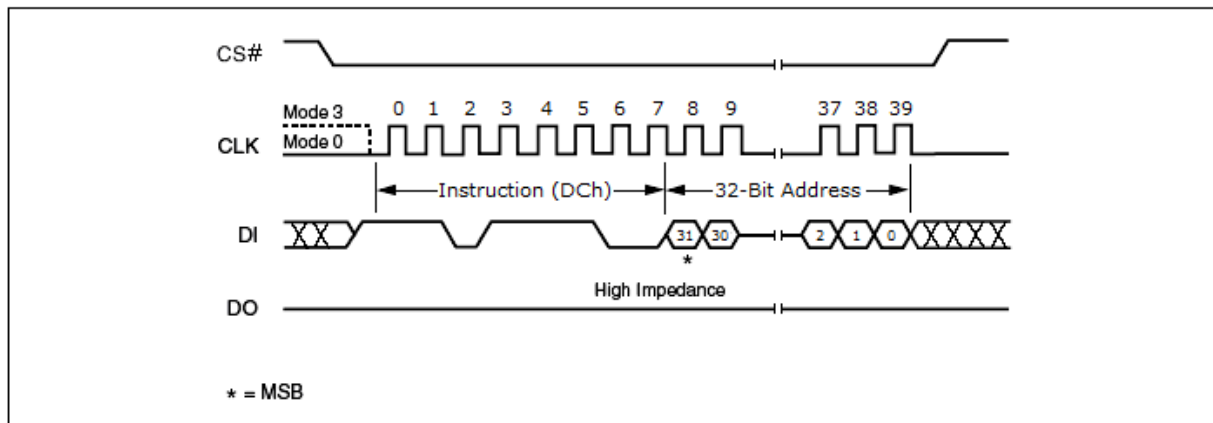 CS#
Mode 3
0 1 2 3 4 5 6 7 8 9 37 38 39
CLK
Mode 0
Instruction (DCh)
32-Bit Address
DI
31 30 2 1 0
*
High Impedance
DO
* = MSB